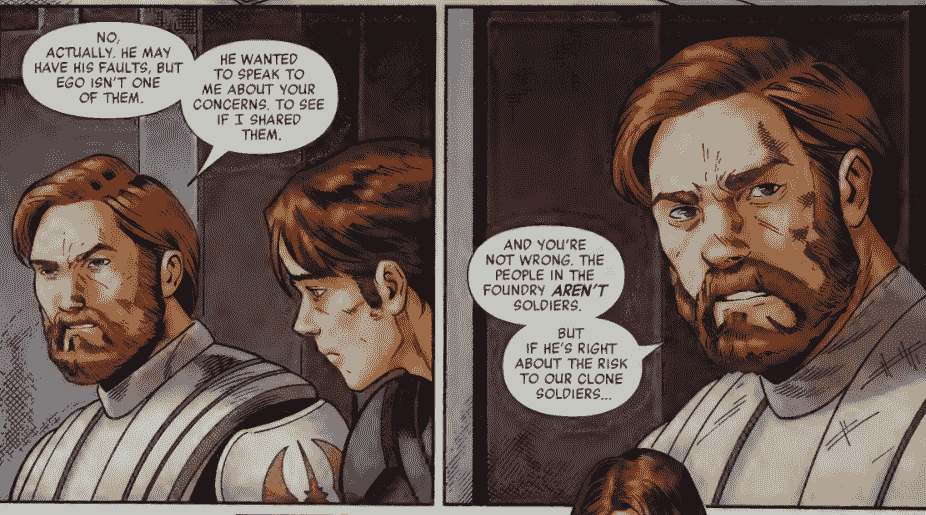 NO,
ACTUALLY. HE MAY
HAVE HIS FAULTS, BUT
EGO ISN'T ONE
OF THEM.
HE WANTED
TO SPEAK TO
ME ABOUT YOUR
CONCERNS. TO SEE
IF I SHARED
THEM.
AND YOU'RE
NOT WRONG. THE
PEOPLE IN THE
FOUNDRY AREN'T
SOLDIERS.
BUT
IF HE'S RIGHT
ABOUT THE RISK
TO OUR CLONE
SOLDIERS...